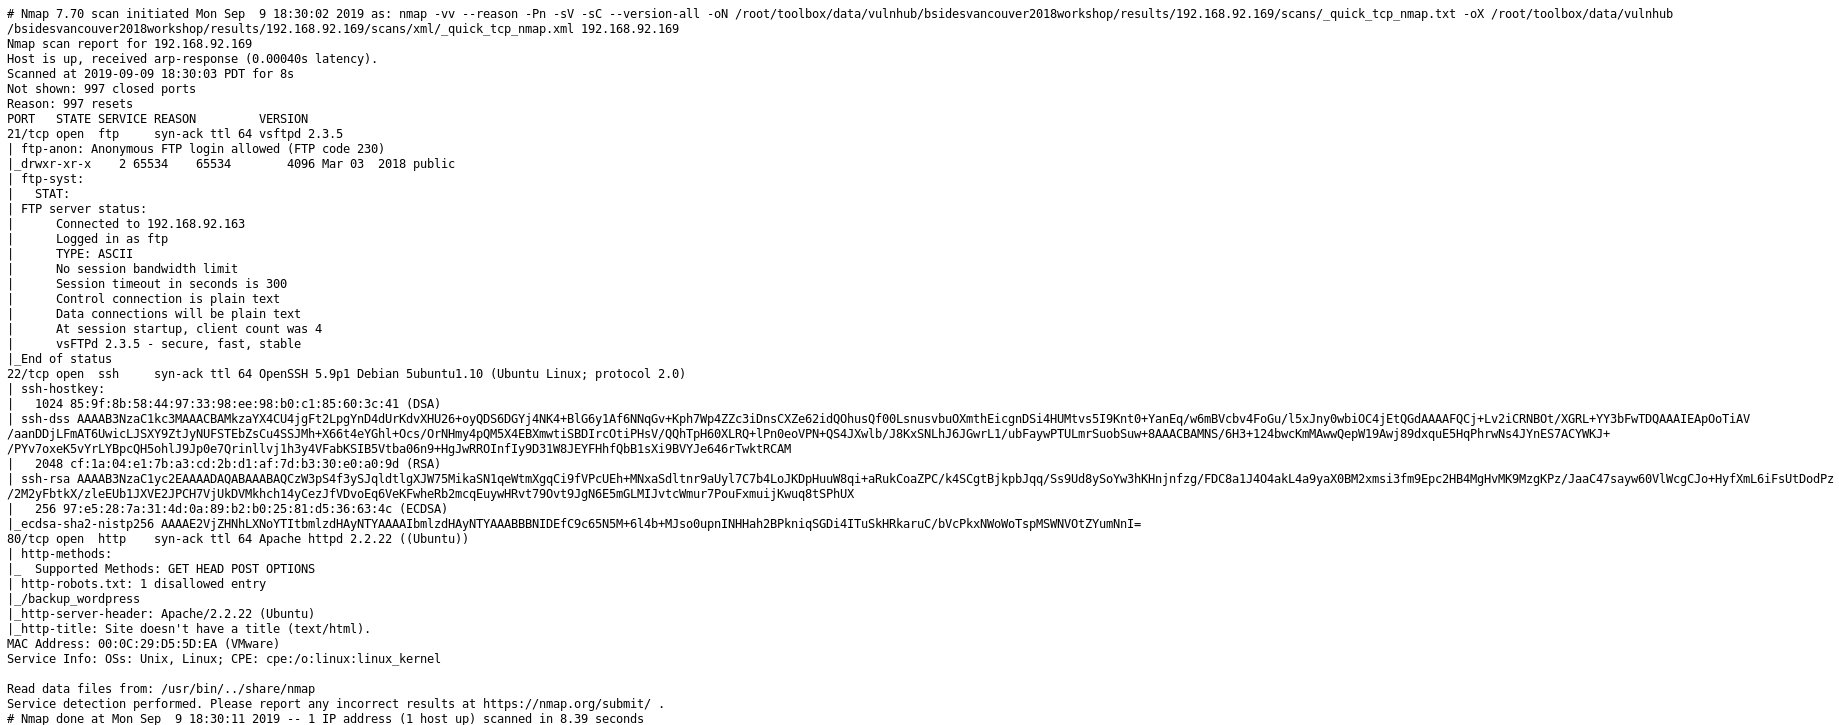 # Nmap 7.70 scan initiated Mon Sep  9 18:30:02 2019 as: nmap -vv --reason -Pn -sV -sC --version-all -oN /root/toolbox/data/vulnhub/bsidesvancouver2018workshop/results/192.168.92.169/scans/_quick_tcp_nmap.txt -oX /root/toolbox/data/vulnhub
/bsidesvancouver2018workshop/results/192.168.92.169/scans/xml/_quick_tcp_nmap.xml 192.168.92.169
Nmap scan report for 192.168.92.169
Host is up, received arp-response (0.00040s latency).
Scanned at 2019-09-09 18:30:03 PDT for 8s
Not shown: 997 closed ports
Reason: 997 resets
PORT   STATE SERVICE REASON         VERSION
21/tcp open  ftp     syn-ack ttl 64 vsftpd 2.3.5
| ftp-anon: Anonymous FTP login allowed (FTP code 230)
|_drwxr-xr-x    2 65534    65534        4096 Mar 03  2018 public
| ftp-syst:
|   STAT:
| FTP server status:
|      Connected to 192.168.92.163
|      Logged in as ftp
|      TYPE: ASCII
|      No session bandwidth limit
|      Session timeout in seconds is 300
|      Control connection is plain text
|      Data connections will be plain text
|      At session startup, client count was 4
|      vsFTPd 2.3.5 - secure, fast, stable
|_End of status
22/tcp open  ssh     syn-ack ttl 64 OpenSSH 5.9p1 Debian 5ubuntu1.10 (Ubuntu Linux; protocol 2.0)
| ssh-hostkey:
|   1024 85:9f:8b:58:44:97:33:98:ee:98:b0:c1:85:60:3c:41 (DSA)
| ssh-dss AAAAB3NzaC1kc3MAAACBAMkzaYX4CU4jgFt2LpgYnD4dUrKdvXHU26+oyQDS6DGYj4NK4+BlG6y1Af6NNqGv+Kph7Wp4ZZc3iDnsCXZe62idQOhusQf00LsnusvbuOXmthEicgnDSi4HUMtvs5I9Knt0+YanEq/w6mBVcbv4FoGu/l5xJny0wbiOC4jEtQGdAAAAFQCj+Lv2iCRNBOt/XGRL+YY3bFwTDQAAAIEApOoTiAV
/aanDDjLFmAT6UwicLJSXY9ZtJyNUFSTEbZsCu4SSJMh+X66t4eYGhl+Ocs/OrNHmy4pQM5X4EBXmwtiSBDIrcOtiPHsV/QQhTpH60XLRQ+lPn0eoVPN+QS4JXwlb/J8KxSNLhJ6JGwrL1/ubFaywPTULmrSuobSuw+8AAACBAMNS/6H3+124bwcKmMAwwQepW19Awj89dxquE5HqPhrwNs4JYnES7ACYWKJ+
/PYv7oxeK5vYrLYBpcQH5ohlJ9Jp0e7Qrinllvj1h3y4VFabKSIB5Vtba06n9+HgJwRROInfIy9D31W8JEYFHhfQbB1sXi9BVYJe646rTwktRCAM
|   2048 cf:1a:04:e1:7b:a3:cd:2b:d1:af:7d:b3:30:e0:a0:9d (RSA)
| ssh-rsa AAAAB3NzaC1yc2EAAAADAQABAAABAQCzW3pS4f3ySJqldtlgXJW75MikaSN1qeWtmXgqCi9fVPcUEh+MNxaSdltnr9aUyl7C7b4LoJKDpHuuW8qi+aRukCoaZPC/k4SCgtBjkpbJqq/Ss9Ud8ySoYw3hKHnjnfzg/FDC8a1J4O4akL4a9yaX0BM2xmsi3fm9Epc2HB4MgHvMK9MzgKPz/JaaC47sayw60VlWcgCJo+HyfXmL6iFsUtDodPz
/2M2yFbtkX/zleEUb1JXVE2JPCH7VjUkDVMkhch14yCezJfVDvoEq6VeKFwheRb2mcqEuywHRvt79Ovt9JgN6E5mGLMIJvtcWmur7PouFxmuijKwuq8tSPhUX
|   256 97:e5:28:7a:31:4d:0a:89:b2:b0:25:81:d5:36:63:4c (ECDSA)
|_ecdsa-sha2-nistp256 AAAAE2VjZHNhLXNoYTItbmlzdHAyNTYAAAAIbmlzdHAyNTYAAABBBNIDEfC9c65N5M+6l4b+MJso0upnINHHah2BPkniqSGDi4ITuSkHRkaruC/bVcPkxNWoWoTspMSWNVOtZYumNnI=
80/tcp open  http    syn-ack ttl 64 Apache httpd 2.2.22 ((Ubuntu))
| http-methods:
|_  Supported Methods: GET HEAD POST OPTIONS
| http-robots.txt: 1 disallowed entry
|_/backup_wordpress
|_http-server-header: Apache/2.2.22 (Ubuntu)
|_http-title: Site doesn't have a title (text/html).
MAC Address: 00:0C:29:D5:5D:EA (VMware)
Service Info: OSs: Unix, Linux; CPE: cpe:/o:linux:linux_kernel

Read data files from: /usr/bin/../share/nmap
Service detection performed. Please report any incorrect results at https://nmap.org/submit/ .
# Nmap done at Mon Sep  9 18:30:11 2019 -- 1 IP address (1 host up) scanned in 8.39 seconds